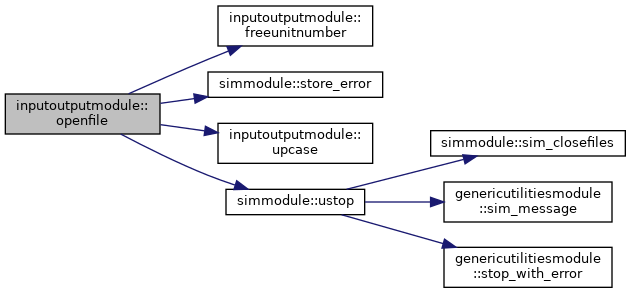 inputoutputmodule::
openfile
inputoutputmodule::
freeunitnumber
simmodule::store_error
inputoutputmodule::
upcase
simmodule::ustop
simmodule::sim_closefiles
genericutilitiesmodule
::sim_message
genericutilitiesmodule
::stop_with_error